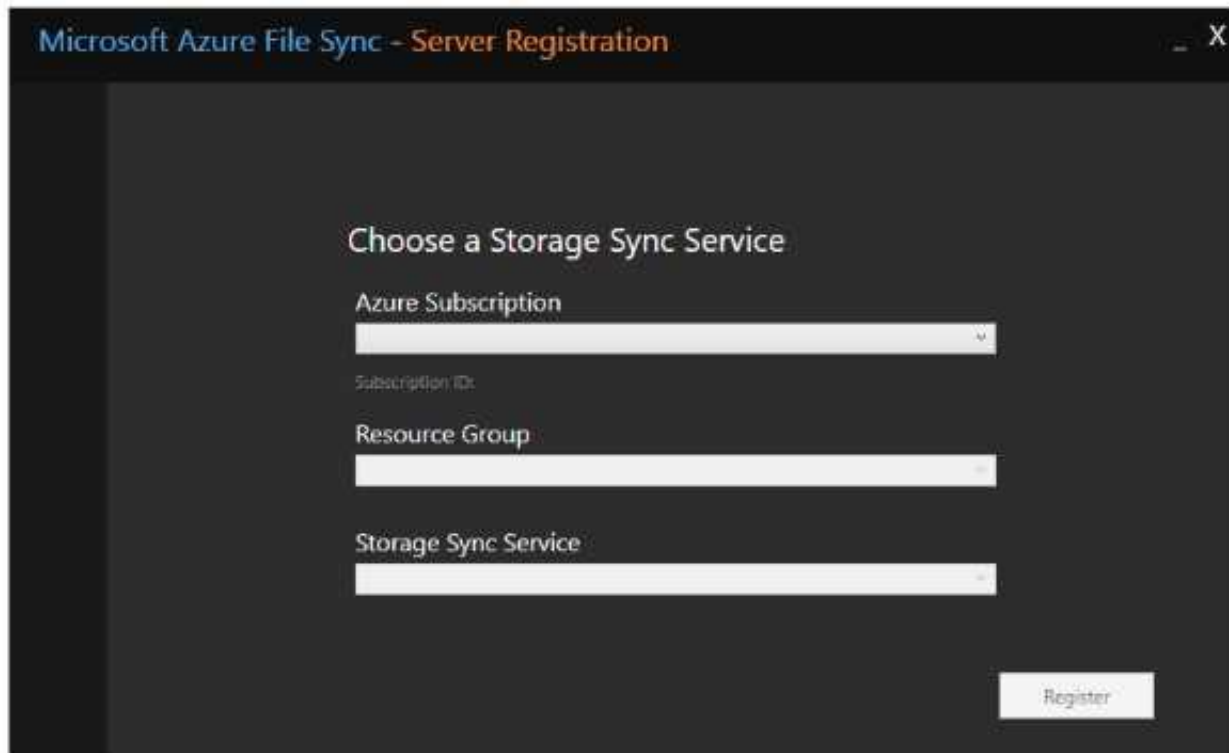 Microsoft Azure File Sync - Server Registration
_ X
Choose a Storage Sync Service
Azure Subscription
Subscription ID:
Resource Group
Storage Sync Service
Register